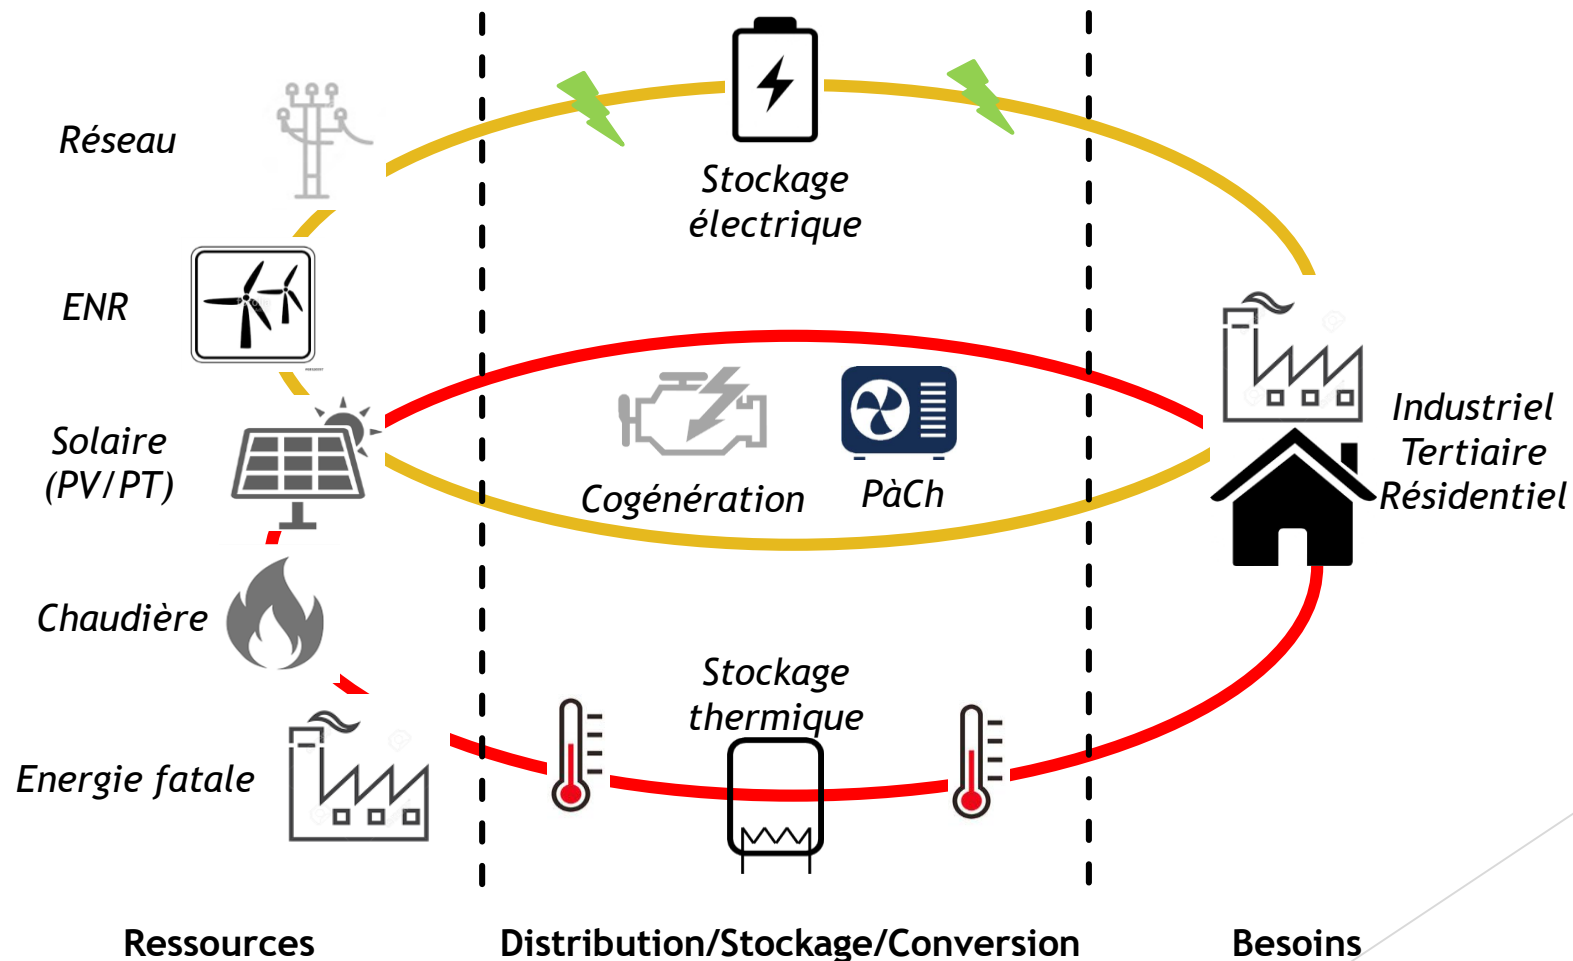 Réseau
ENR
Solaire
(PV/PT)
Chaudière
Energie fatale
Stockage
électrique
Cogénération
PàCh
Stockage
thermique
Industriel
Tertiaire
Résidentiel
Ressources
Distribution/Stockage/Conversion
Besoins